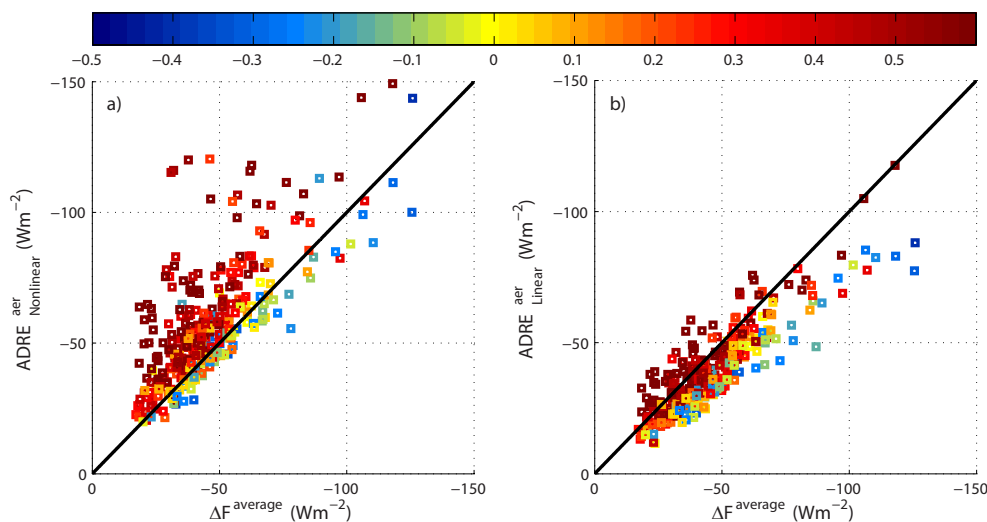 −0.5 −0.4 −0.3 −0.2 −0.1 0 0.1 0.2 0.3 0.4 0.5
a)
−150
−100
−50
0
0 −50 −100 −150
ADRE aer Nonlinear (Wm−2)
ΔF average (Wm−2)
b)
−150
−100
−50
0
0 −50 −100 −150
ADRE aer Linear (Wm−2)
ΔF average (Wm−2)